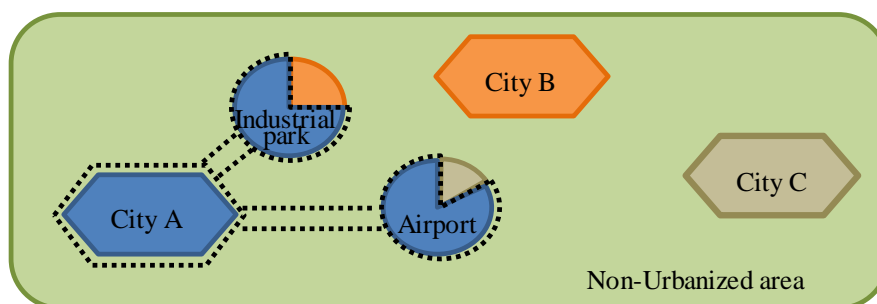 City B
Industrial
park
City C
City A
Airport
Non-Urbanized area